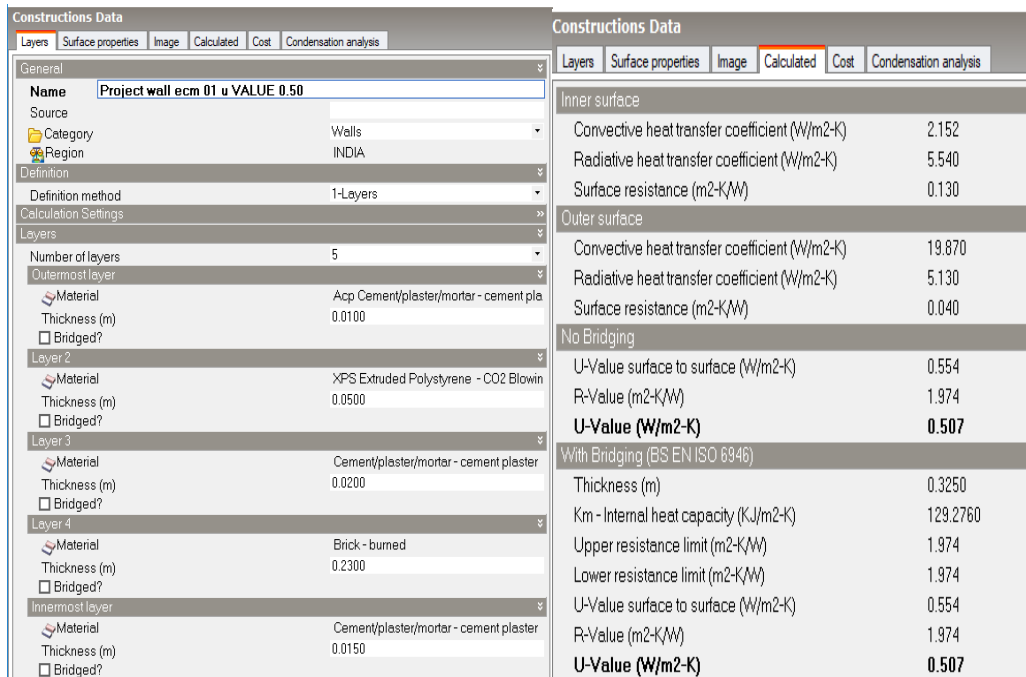 Constructions Data
Layers Surface properties Image Calculated Cost Condensation analysis
General
Name Project wall ecm 01 u VALUE 0.50
Source
Category Walls
Region INDIA
Definition
Definition method 1-Layers
Calculation Settings
Layers
Number of layers 5
Outermost layer
Material Acp Cement/plaster/mortar - cement pla
Thickness (m) 0.0100
Bridged?
Layer 2
Material XPS Extruded Polystyrene - CO2 Blowin
Thickness (m) 0.0500
Bridged?
Layer 3
Material Cement/plaster/mortar - cement plaster
Thickness (m) 0.0200
Bridged?
Layer 4
Material Brick - burned
Thickness (m) 0.2300
Bridged?
Innermost layer
Material Cement/plaster/mortar - cement plaster
Thickness (m) 0.0150
Bridged?
Constructions Data
Layers Surface properties Image Calculated Cost Condensation analysis
Inner surface
Convective heat transfer coefficient (W/m2-K) 2.152
Radiative heat transfer coefficient (W/m2-K) 5.540
Surface resistance (m2-K/W) 0.130
Outer surface
Convective heat transfer coefficient (W/m2-K) 19.870
Radiative heat transfer coefficient (W/m2-K) 5.130
Surface resistance (m2-K/W) 0.040
No Bridging
U-Value surface to surface (W/m2-K) 0.554
R-Value (m2-K/W) 1.974
U-Value (W/m2-K) 0.507
With Bridging (BS EN ISO 6946)
Thickness (m) 0.3250
Km - Internal heat capacity (KJ/m2-K) 129.2760
Upper resistance limit (m2-K/W) 1.974
Lower resistance limit (m2-K/W) 1.974
U-Value surface to surface (W/m2-K) 0.554
R-Value (m2-K/W) 1.974
U-Value (W/m2-K) 0.507